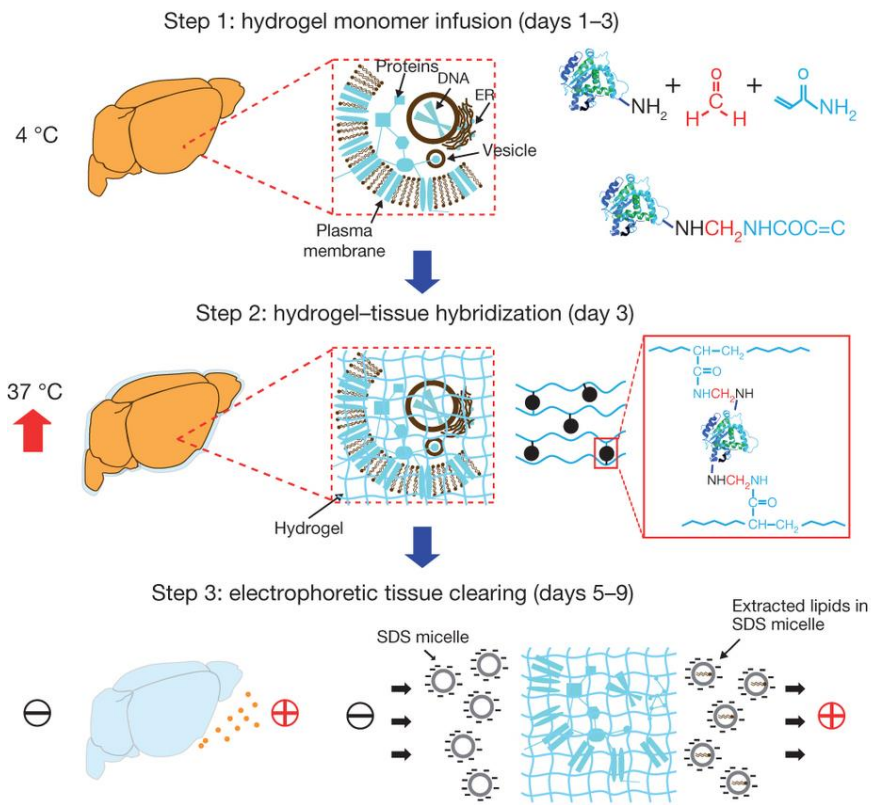 Step 1: hydrogel monomer infusion (days 1–3)
4 °C
Proteins
DNA
ER
Vesicle
Plasma
membrane
NH2 + H O H + O NH2
NHCH2NHCOC=C
Step 2: hydrogel–tissue hybridization (day 3)
37 °C
Hydrogel
CH–CH2
C=O
NHCH2NH
NHCH2NH
C=O
CH–CH2
Step 3: electrophoretic tissue clearing (days 5–9)
SDS micelle
Extracted lipids in
SDS micelle